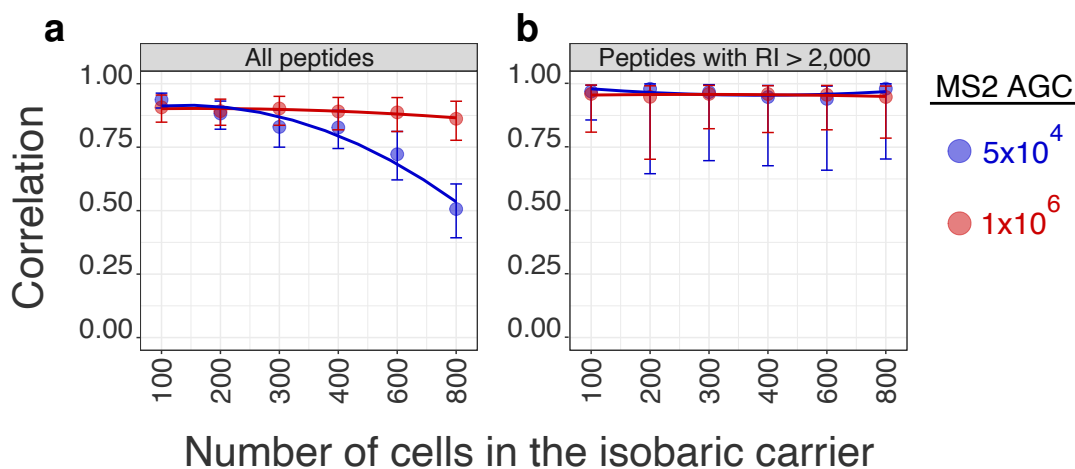 a
All peptides
b
Peptides with RI > 2,000
Correlation
1.00
0.75
0.50
0.25
0.00
100
200
300
400
600
800
1.00
0.75
0.50
0.25
0.00
100
200
300
400
600
800
Number of cells in the isobaric carrier
MS2 AGC
5x10⁴
1x10⁶